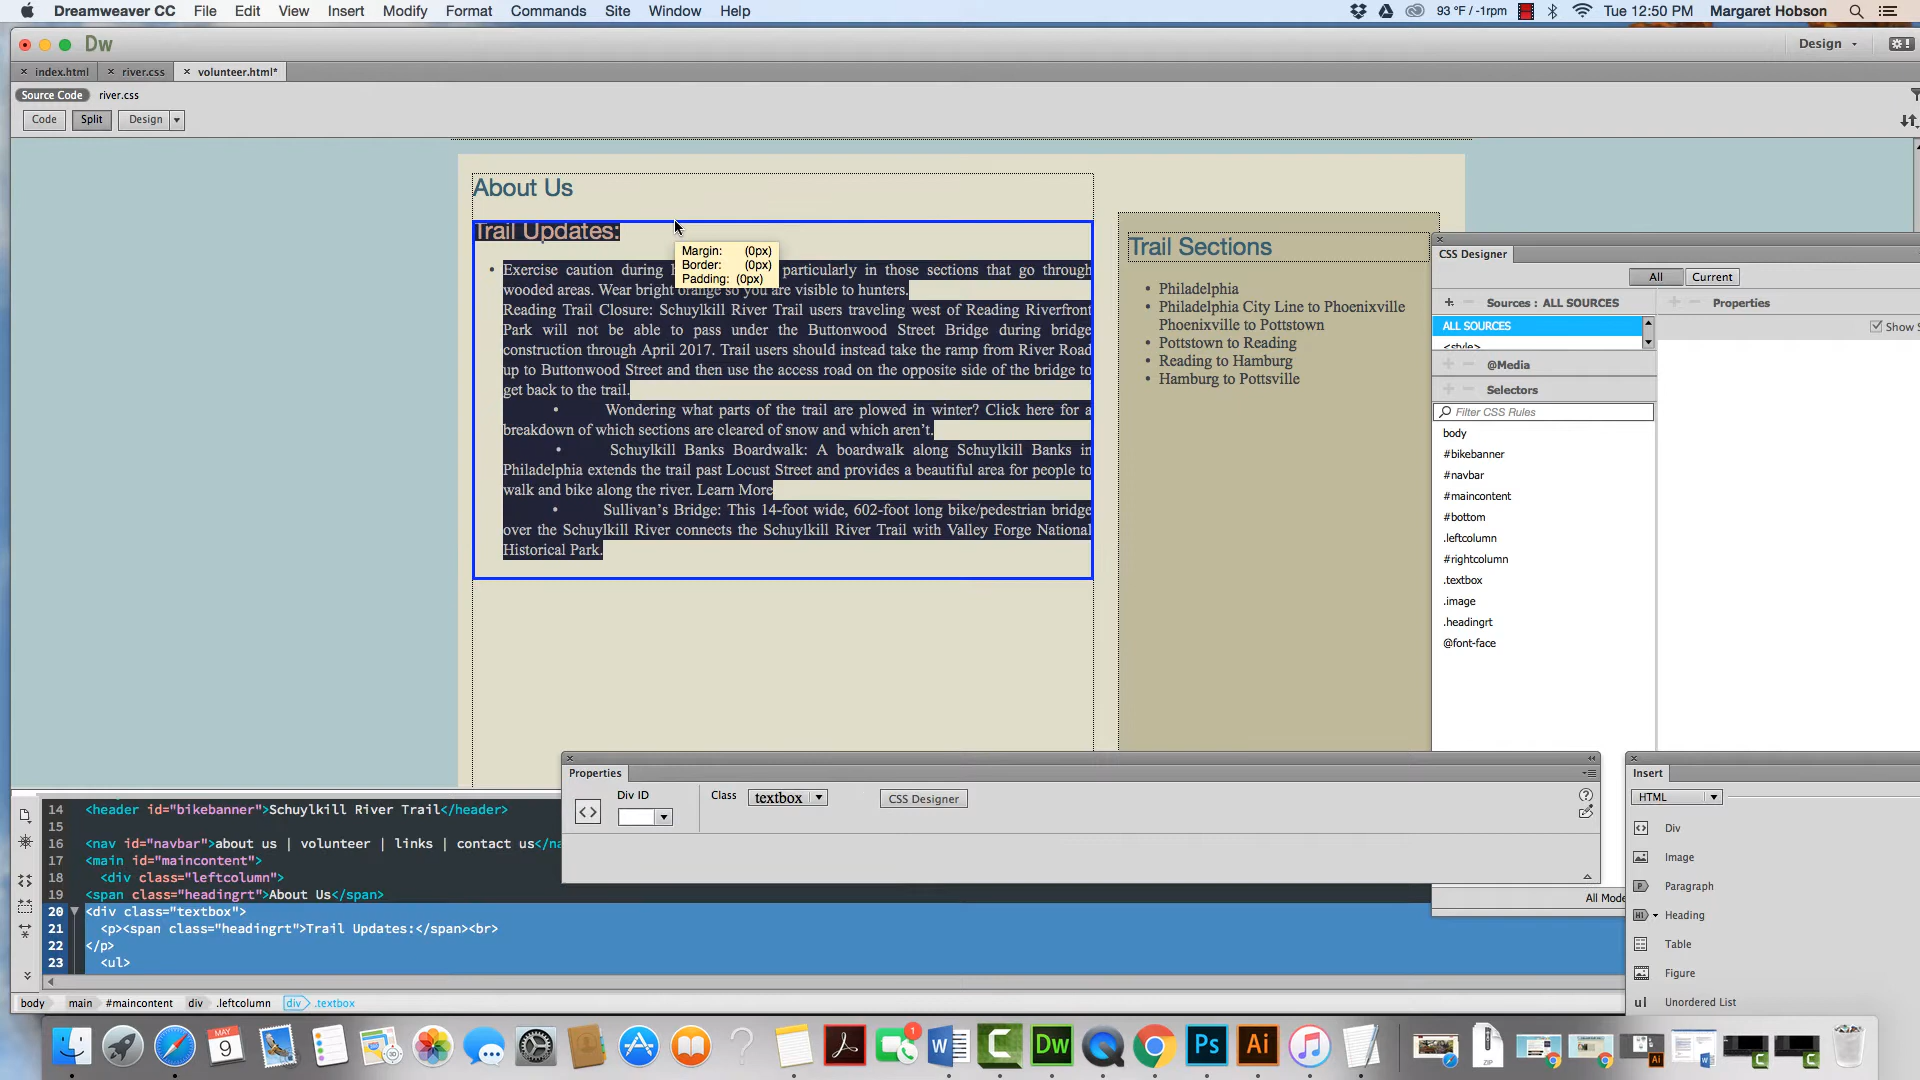 Dreamweaver CC File Edit View Insert Modify Format Commands Site Window Help 93 °F / -1rpm Tue 12:50 PM Margaret Hobson
Dw Design
index.html river.css volunteer.html*
Source Code river.css
Code Split Design
About Us
Trail Updates:
Margin: (0px)
Border: (0px)
Padding: (0px)
• Exercise caution during particularly in those sections that go through
wooded areas. Wear bright orange so you are visible to hunters.
Reading Trail Closure: Schuylkill River Trail users traveling west of Reading Riverfront
Park will not be able to pass under the Buttonwood Street Bridge during bridge
construction through April 2017. Trail users should instead take the ramp from River Road
up to Buttonwood Street and then use the access road on the opposite side of the bridge to
get back to the trail.
• Wondering what parts of the trail are plowed in winter? Click here for a
breakdown of which sections are cleared of snow and which aren't.
• Schuylkill Banks Boardwalk: A boardwalk along Schuylkill Banks in
Philadelphia extends the trail past Locust Street and provides a beautiful area for people to
walk and bike along the river. Learn More
• Sullivan's Bridge: This 14-foot wide, 602-foot long bike/pedestrian bridge
over the Schuylkill River connects the Schuylkill River Trail with Valley Forge National
Historical Park.
Trail Sections
• Philadelphia
• Philadelphia City Line to Phoenixville
Phoenixville to Pottstown
• Pottstown to Reading
• Reading to Hamburg
• Hamburg to Pottsville
CSS Designer
All Current
Sources : ALL SOURCES Properties
ALL SOURCES Show S
<style>
@Media
Selectors
Filter CSS Rules
body
#bikebanner
#navbar
#maincontent
#bottom
.leftcolumn
#rightcolumn
.textbox
.image
.headingrt
@font-face
All Mode
Properties
Div ID Class textbox CSS Designer
Insert
HTML
Div
Image
Paragraph
H1 Heading
Table
Figure
ul Unordered List
14 <header id="bikebanner">Schuylkill River Trail</header>
15
16 <nav id="navbar">about us | volunteer | links | contact us</na
17 <main id="maincontent">
18 <div class="leftcolumn">
19 <span class="headingrt">About Us</span>
20 <div class="textbox">
21 <p><span class="headingrt">Trail Updates:</span><br>
22 </p>
23 <ul>
body main #maincontent div .leftcolumn div .textbox
MAY 9 1 W C Dw Ps Ai ZIP